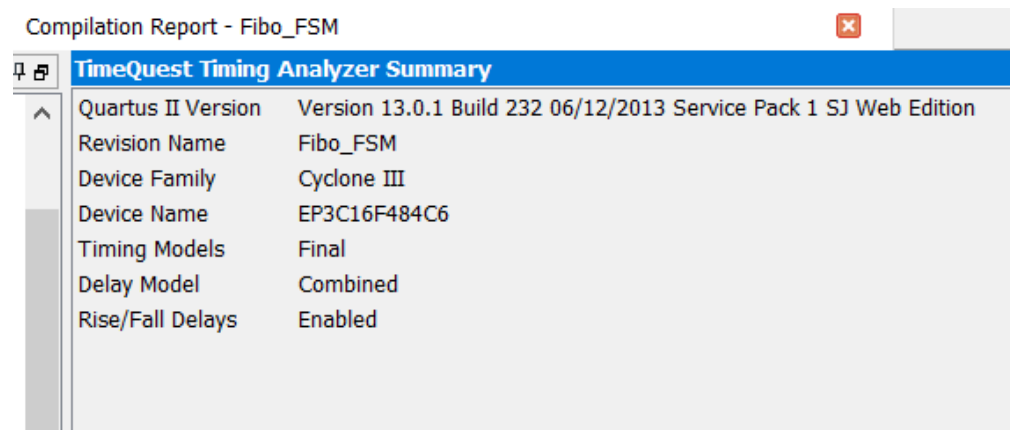 Compilation Report - Fibo_FSM
TimeQuest Timing Analyzer Summary
Quartus II Version Version 13.0.1 Build 232 06/12/2013 Service Pack 1 SJ Web Edition
Revision Name Fibo_FSM
Device Family Cyclone III
Device Name EP3C16F484C6
Timing Models Final
Delay Model Combined
Rise/Fall Delays Enabled